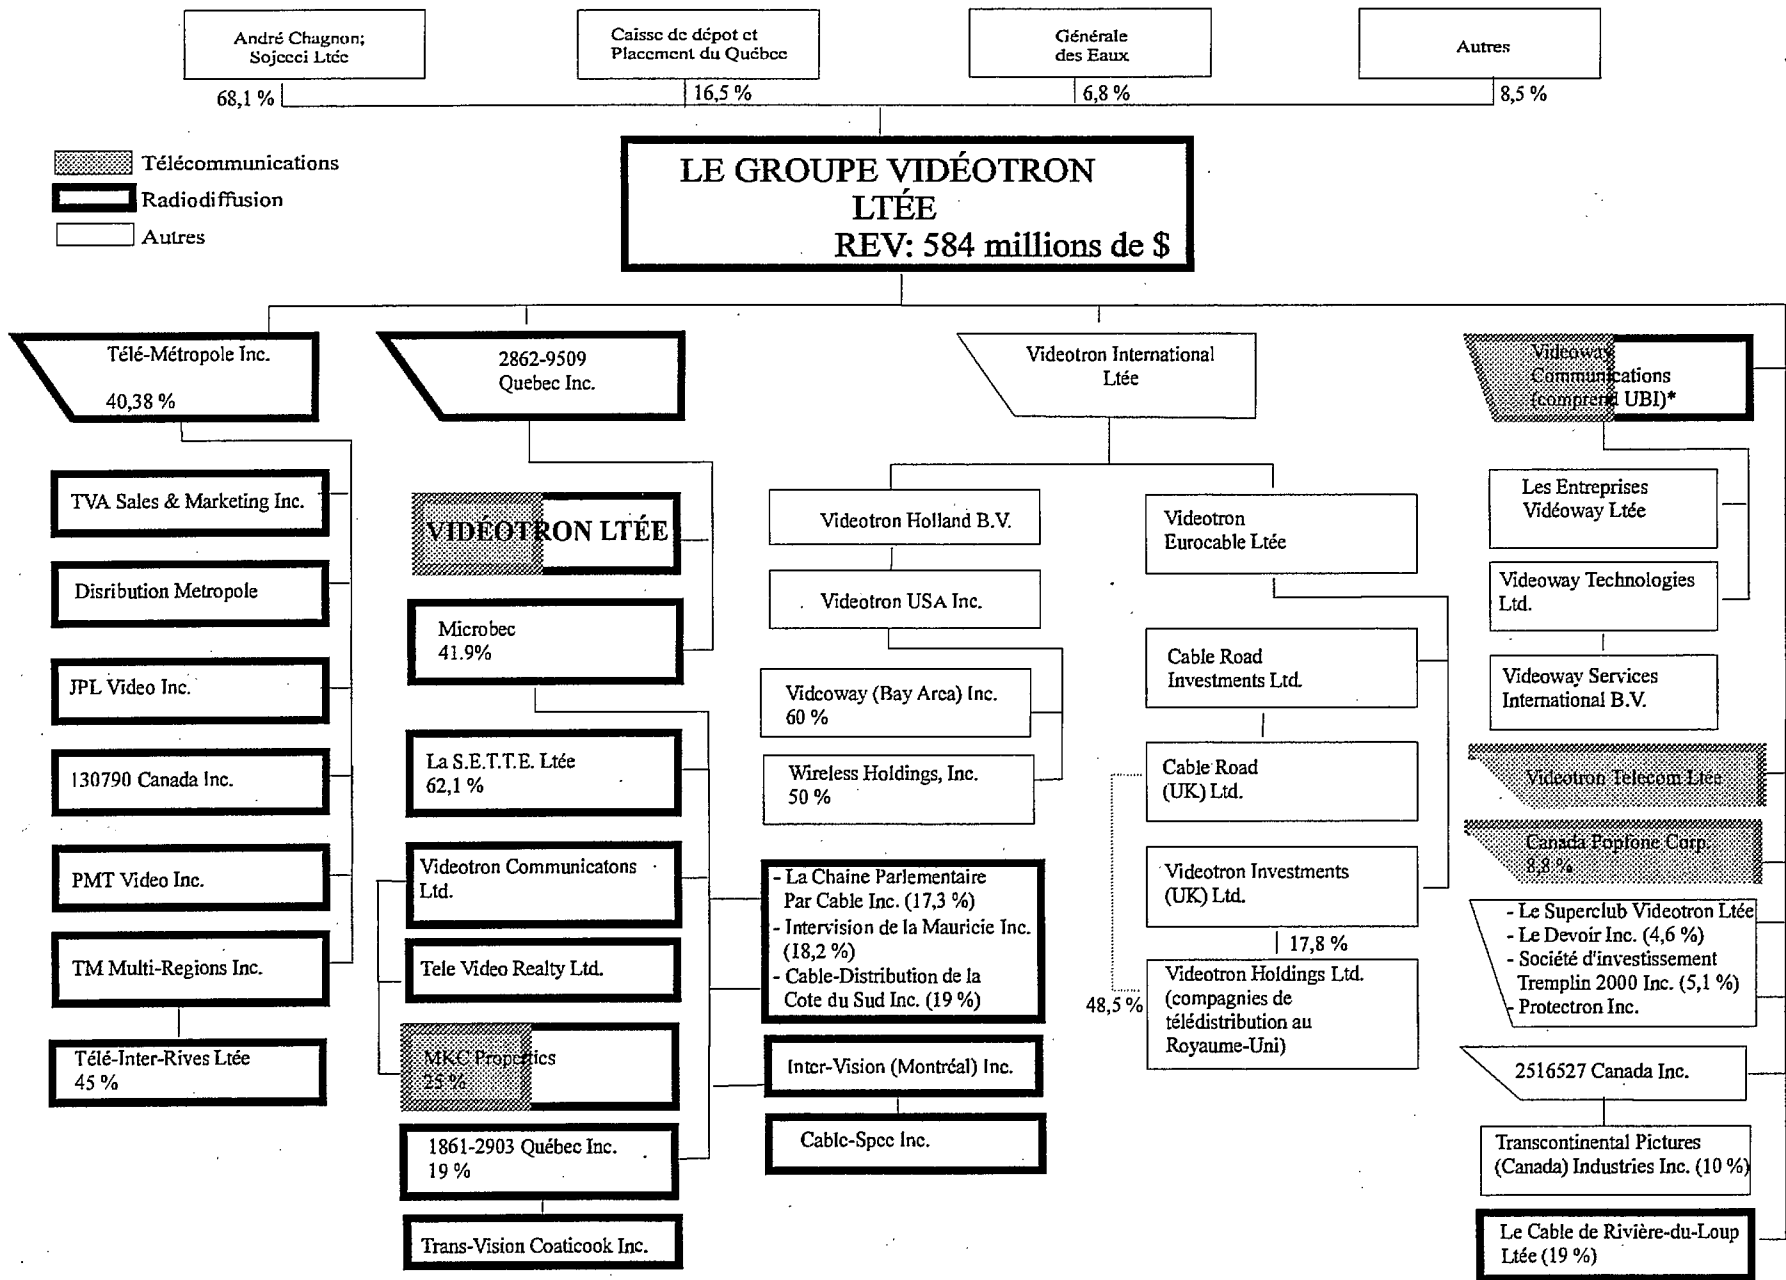 André Chagnon;
Sojecci Ltée
Caisse de dépot et
Placement du Québec
Générale
des Eaux
Autres
68,1 %
16,5 %
6,8 %
8,5 %
Télécommunications
Radiodiffusion
Autres
LE GROUPE VIDÉOTRON
LTÉE
REV: 584 millions de $
Télé-Métropole Inc.
40,38 %
2862-9509
Quebec Inc.
Videotron International
Ltée
Videoway
Communications
(comprend UBI)*
TVA Sales & Marketing Inc.
Disribution Metropole
JPL Video Inc.
130790 Canada Inc.
PMT Video Inc.
TM Multi-Regions Inc.
Télé-Inter-Rives Ltée
45 %
VIDÉOTRON LTÉE
Microbec
41.9%
La S.E.T.T.E. Ltée
62,1 %
Videotron Communicatons
Ltd.
Tele Video Realty Ltd.
MKC Properties
25 %
1861-2903 Québec Inc.
19 %
Trans-Vision Coaticook Inc.
Videotron Holland B.V.
Videotron USA Inc.
Videoway (Bay Area) Inc.
60 %
Wireless Holdings, Inc.
50 %
- La Chaine Parlementaire
Par Cable Inc. (17,3 %)
- Intervision de la Mauricie Inc.
(18,2 %)
- Cable-Distribution de la
Cote du Sud Inc. (19 %)
Inter-Vision (Montréal) Inc.
Cable-Spec Inc.
Videotron
Eurocable Ltée
Cable Road
Investments Ltd.
Cable Road
(UK) Ltd.
Videotron Investments
(UK) Ltd.
17,8 %
48,5 %
Videotron Holdings Ltd.
(compagnies de
télédistribution au
Royaume-Uni)
Les Entreprises
Vidéoway Ltée
Videoway Technologies
Ltd.
Videoway Services
International B.V.
Videotron Telecom Ltée
Canada Popfone Corp.
8,8 %
- Le Superclub Videotron Ltée
- Le Devoir Inc. (4,6 %)
- Société d'investissement
Tremplin 2000 Inc. (5,1 %)
- Protectron Inc.
2516527 Canada Inc.
Transcontinental Pictures
(Canada) Industries Inc. (10 %)
Le Cable de Rivière-du-Loup
Ltée (19 %)